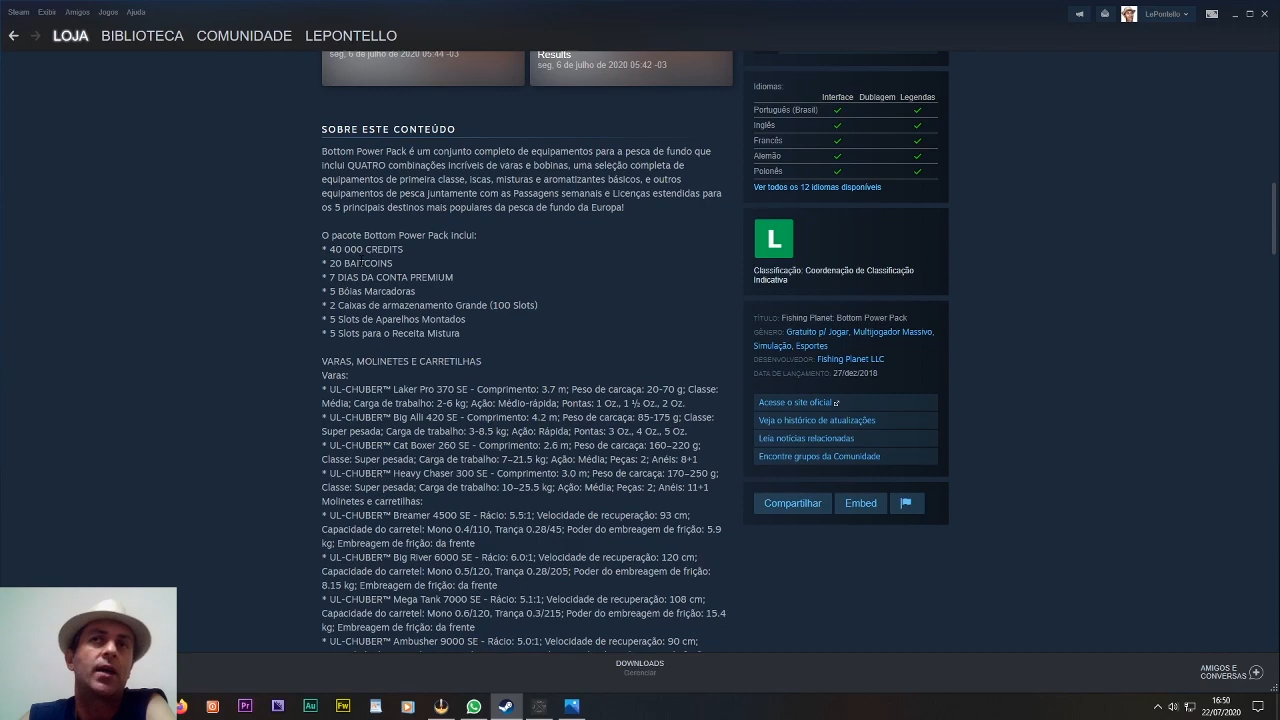 Steam Exibir Amigos Jogos Ajuda
LePontello
LOJA BIBLIOTECA COMUNIDADE LEPONTELLO
seg, 6 de julho de 2020 05:44 -03
Results
seg, 6 de julho de 2020 05:42 -03
SOBRE ESTE CONTEÚDO
Bottom Power Pack é um conjunto completo de equipamentos para a pesca de fundo que
inclui QUATRO combinações incríveis de varas e bobinas, uma seleção completa de
equipamentos de primeira classe, iscas, misturas e aromatizantes básicos, e outros
equipamentos de pesca juntamente com as Passagens semanais e Licenças estendidas para
os 5 principais destinos mais populares da pesca de fundo da Europa!
O pacote Bottom Power Pack Inclui:
* 40 000 CREDITS
* 20 BAITCOINS
* 7 DIAS DA CONTA PREMIUM
* 5 Bóias Marcadoras
* 2 Caixas de armazenamento Grande (100 Slots)
* 5 Slots de Aparelhos Montados
* 5 Slots para o Receita Mistura
VARAS, MOLINETES E CARRETILHAS
Varas:
* UL-CHUBER™ Laker Pro 370 SE - Comprimento: 3.7 m; Peso de carcaça: 20-70 g; Classe:
Média; Carga de trabalho: 2-6 kg; Ação: Médio-rápida; Pontas: 1 Oz., 1 ½ Oz., 2 Oz.
* UL-CHUBER™ Big Alli 420 SE - Comprimento: 4.2 m; Peso de carcaça: 85-175 g; Classe:
Super pesada; Carga de trabalho: 3-8.5 kg; Ação: Rápida; Pontas: 3 Oz., 4 Oz., 5 Oz.
* UL-CHUBER™ Cat Boxer 260 SE - Comprimento: 2.6 m; Peso de carcaça: 160–220 g;
Classe: Super pesada; Carga de trabalho: 7–21.5 kg; Ação: Média; Peças: 2; Anéis: 8+1
* UL-CHUBER™ Heavy Chaser 300 SE - Comprimento: 3.0 m; Peso de carcaça: 170–250 g;
Classe: Super pesada; Carga de trabalho: 10–25.5 kg; Ação: Média; Peças: 2; Anéis: 11+1
Molinetes e carretilhas:
* UL-CHUBER™ Breamer 4500 SE - Rácio: 5.5:1; Velocidade de recuperação: 93 cm;
Capacidade do carretel: Mono 0.4/110, Trança 0.28/45; Poder do embreagem de frição: 5.9
kg; Embreagem de frição: da frente
* UL-CHUBER™ Big River 6000 SE - Rácio: 6.0:1; Velocidade de recuperação: 120 cm;
Capacidade do carretel: Mono 0.5/120, Trança 0.28/205; Poder do embreagem de frição:
8.15 kg; Embreagem de frição: da frente
* UL-CHUBER™ Mega Tank 7000 SE - Rácio: 5.1:1; Velocidade de recuperação: 108 cm;
Capacidade do carretel: Mono 0.6/120, Trança 0.3/215; Poder do embreagem de frição: 15.4
kg; Embreagem de frição: da frente
* UL-CHUBER™ Ambusher 9000 SE - Rácio: 5.0:1; Velocidade de recuperação: 90 cm;
Idiomas:
Interface Dublagem Legendas
Português (Brasil) ✓ ✓
Inglês ✓ ✓
Francês ✓ ✓
Alemão ✓ ✓
Polonês ✓ ✓
Ver todos os 12 idiomas disponíveis
L
Classificação: Coordenação de Classificação
Indicativa
TÍTULO: Fishing Planet: Bottom Power Pack
GÊNERO: Gratuito p/ Jogar, Multijogador Massivo,
Simulação, Esportes
DESENVOLVEDOR: Fishing Planet LLC
DATA DE LANÇAMENTO: 27/dez/2018
Acesse o site oficial
Veja o histórico de atualizações
Leia notícias relacionadas
Encontre grupos da Comunidade
Compartilhar Embed
DOWNLOADS
Gerenciar
AMIGOS E
CONVERSAS
Pr Au Fw
16:50
22/07/2020